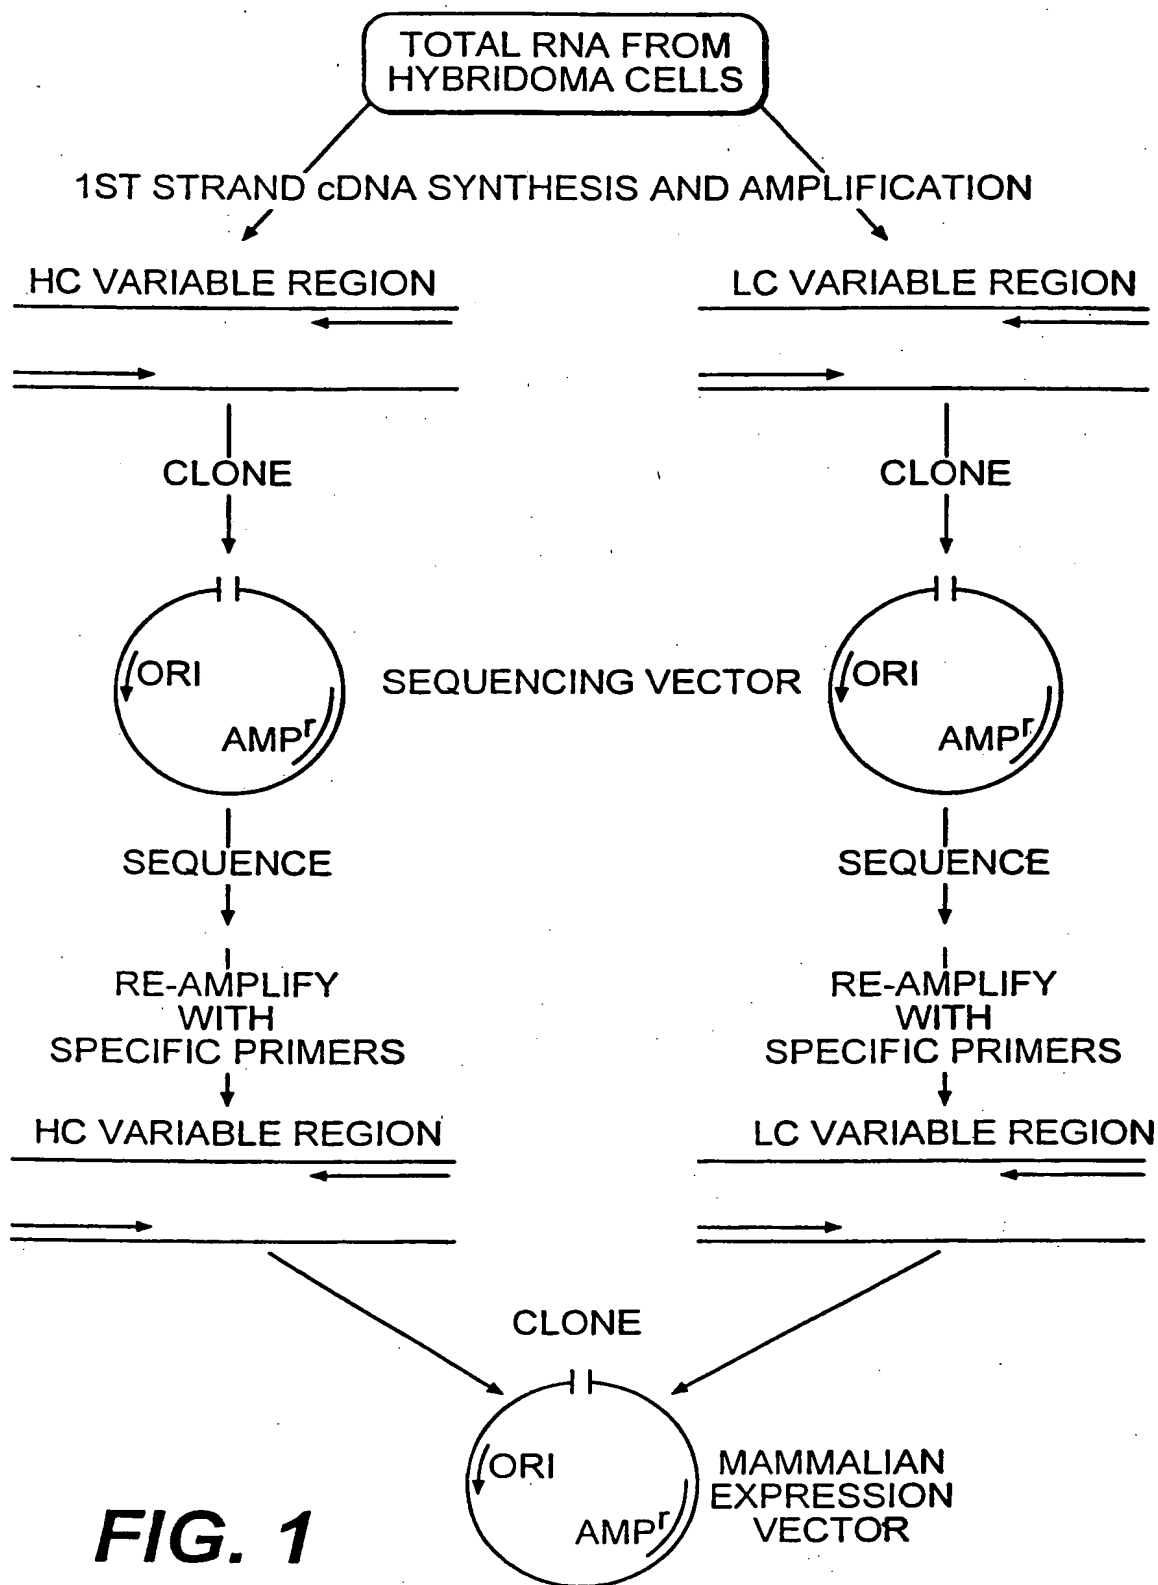 TOTAL RNA FROM
HYBRIDOMA CELLS
1ST STRAND cDNA SYNTHESIS AND AMPLIFICATION
HC VARIABLE REGION
LC VARIABLE REGION
CLONE
CLONE
ORI
AMPr
SEQUENCING VECTOR
ORI
AMPr
SEQUENCE
SEQUENCE
RE-AMPLIFY
WITH
SPECIFIC PRIMERS
RE-AMPLIFY
WITH
SPECIFIC PRIMERS
HC VARIABLE REGION
LC VARIABLE REGION
CLONE
ORI
AMPr
MAMMALIAN
EXPRESSION
VECTOR
FIG. 1